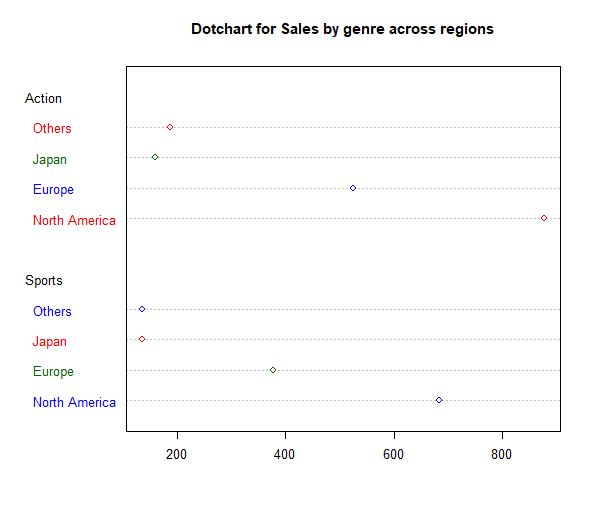 Dotchart for Sales by genre across regions
Action
Others
Japan
Europe
North America
Sports
Others
Japan
Europe
North America
200 400 600 800